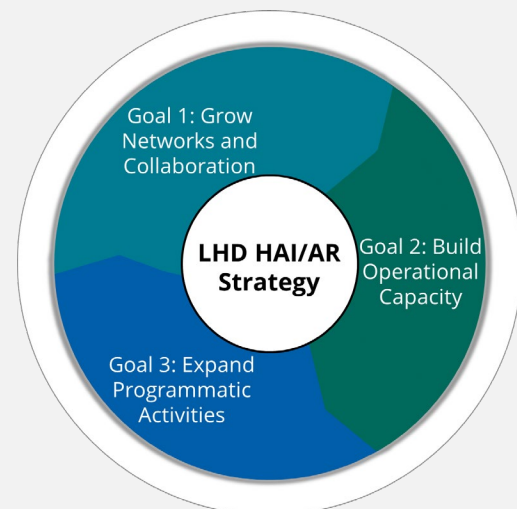 Goal 1: Grow
Networks and
Collaboration
LHD HAI/AR
Strategy
Goal 2: Build
Operational
Capacity
Goal 3: Expand
Programmatic
Activities